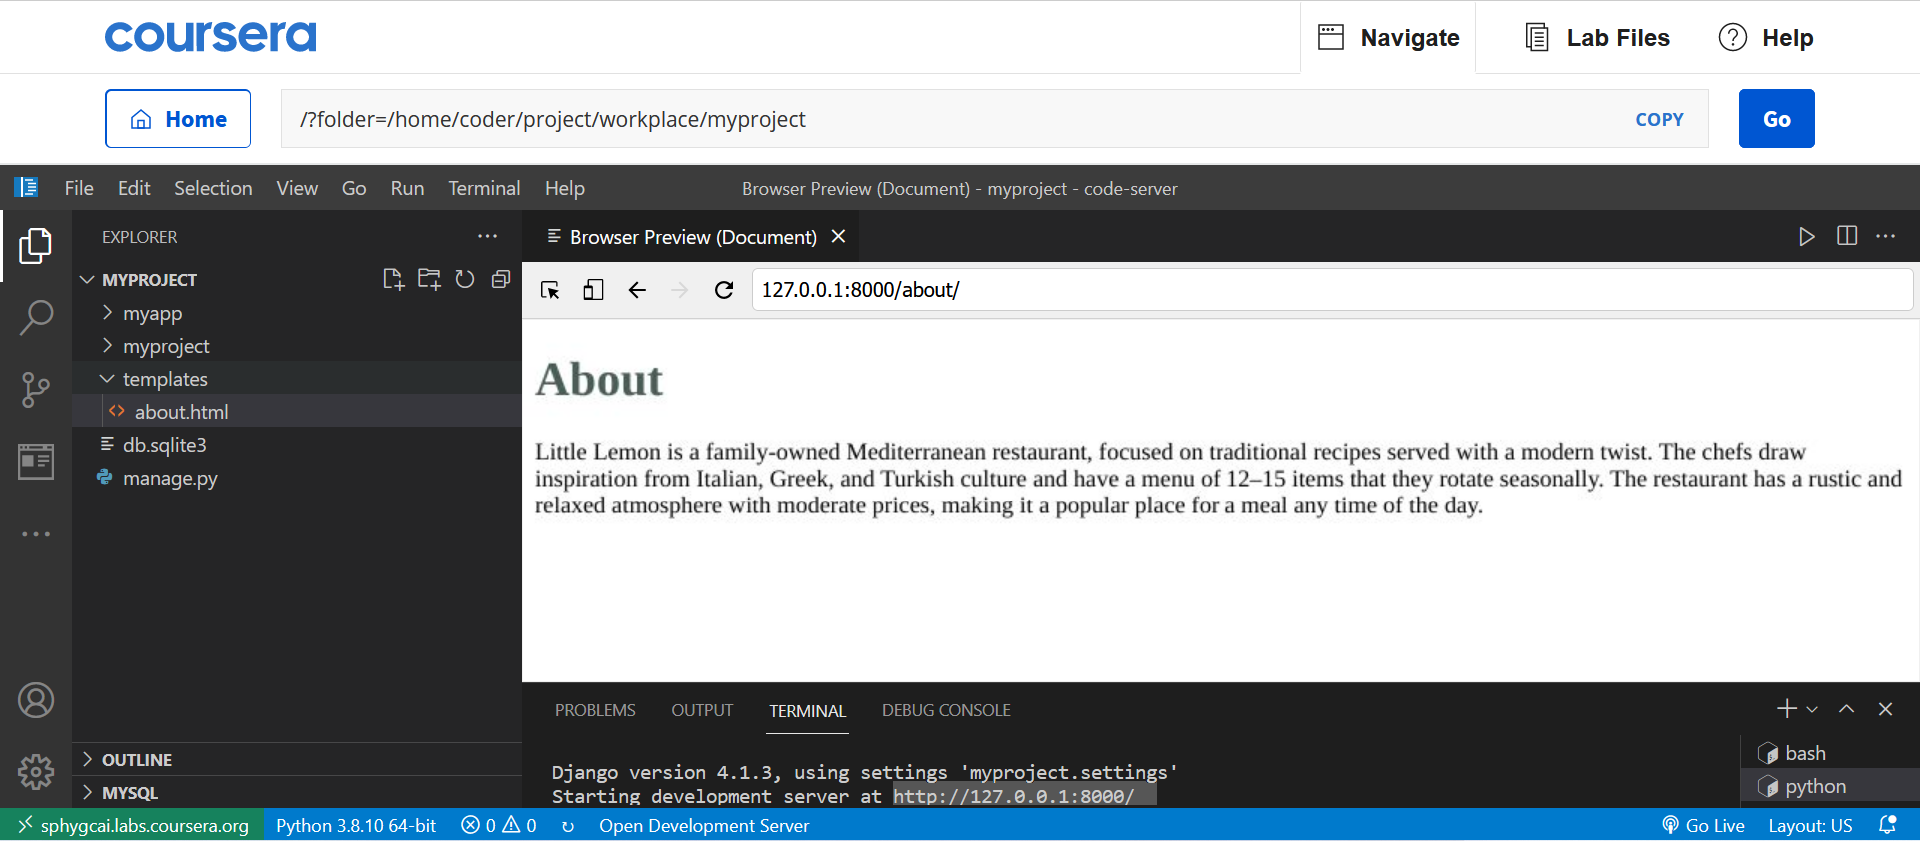 coursera
Navigate
Lab Files
Help
Home
/?folder=/home/coder/project/workplace/myproject
COPY
Go
File Edit Selection View Go Run Terminal Help
Browser Preview (Document) - myproject - code-server
EXPLORER
MYPROJECT
myapp
myproject
templates
about.html
db.sqlite3
manage.py
OUTLINE
MYSQL
Browser Preview (Document)
127.0.0.1:8000/about/
About
Little Lemon is a family-owned Mediterranean restaurant, focused on traditional recipes served with a modern twist. The chefs draw
inspiration from Italian, Greek, and Turkish culture and have a menu of 12–15 items that they rotate seasonally. The restaurant has a rustic and
relaxed atmosphere with moderate prices, making it a popular place for a meal any time of the day.
PROBLEMS OUTPUT TERMINAL DEBUG CONSOLE
Django version 4.1.3, using settings 'myproject.settings'
Starting development server at http://127.0.0.1:8000/
bash
python
sphygcai.labs.coursera.org Python 3.8.10 64-bit 0 0 Open Development Server Go Live Layout: US